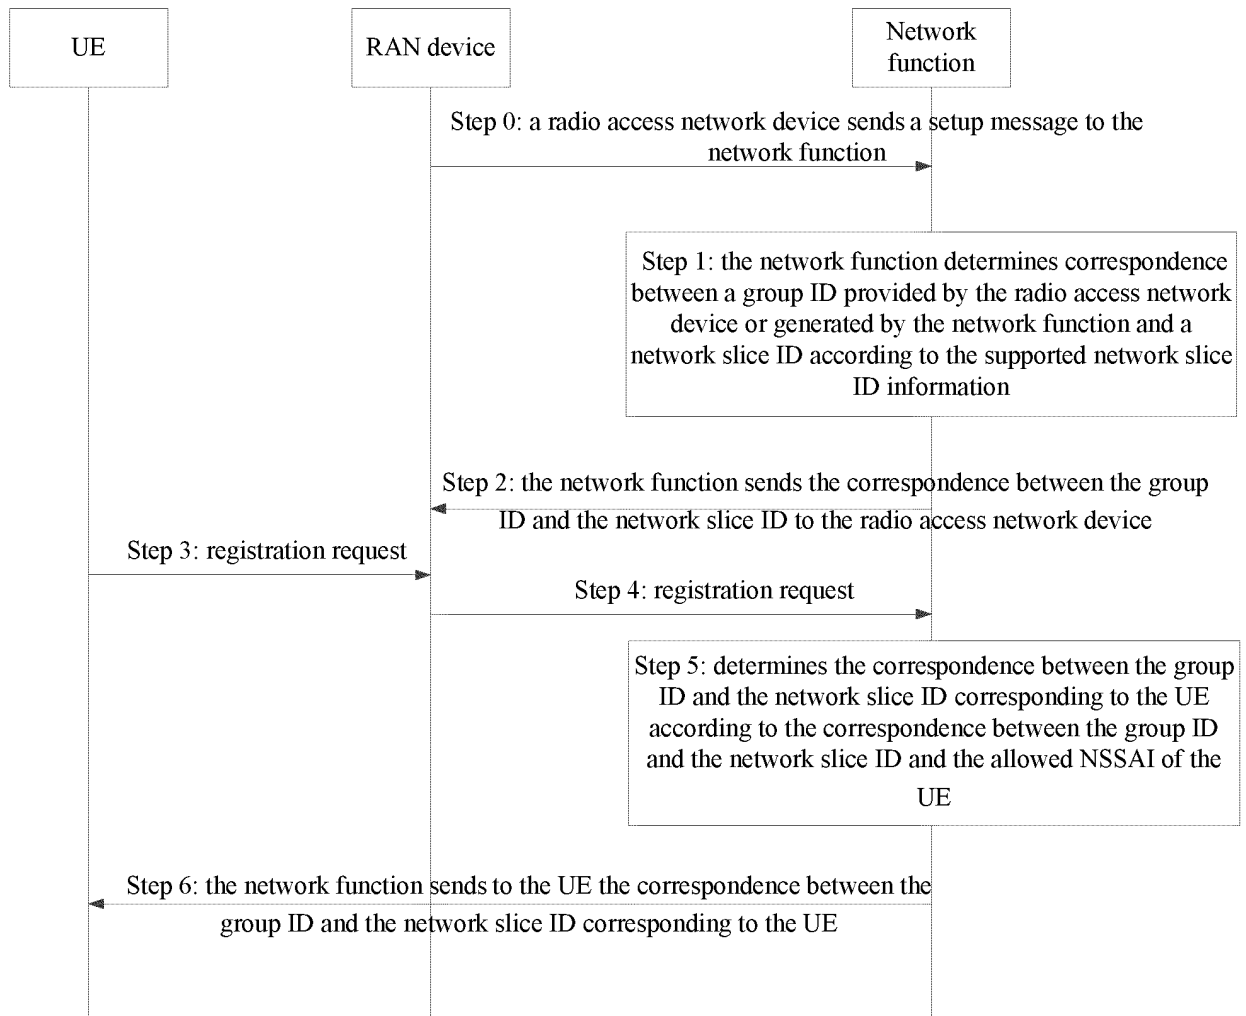 UE
RAN device
Network
function
Step 0: a radio access network device sends a setup message to the
network function
Step 1: the network function determines correspondence
between a group ID provided by the radio access network
device or generated by the network function and a
network slice ID according to the supported network slice
ID information
Step 2: the network function sends the correspondence between the group
ID and the network slice ID to the radio access network device
Step 3: registration request
Step 4: registration request
Step 5: determines the correspondence between the group
ID and the network slice ID corresponding to the UE
according to the correspondence between the group ID
and the network slice ID and the allowed NSSAI of the
UE
Step 6: the network function sends to the UE the correspondence between the
group ID and the network slice ID corresponding to the UE